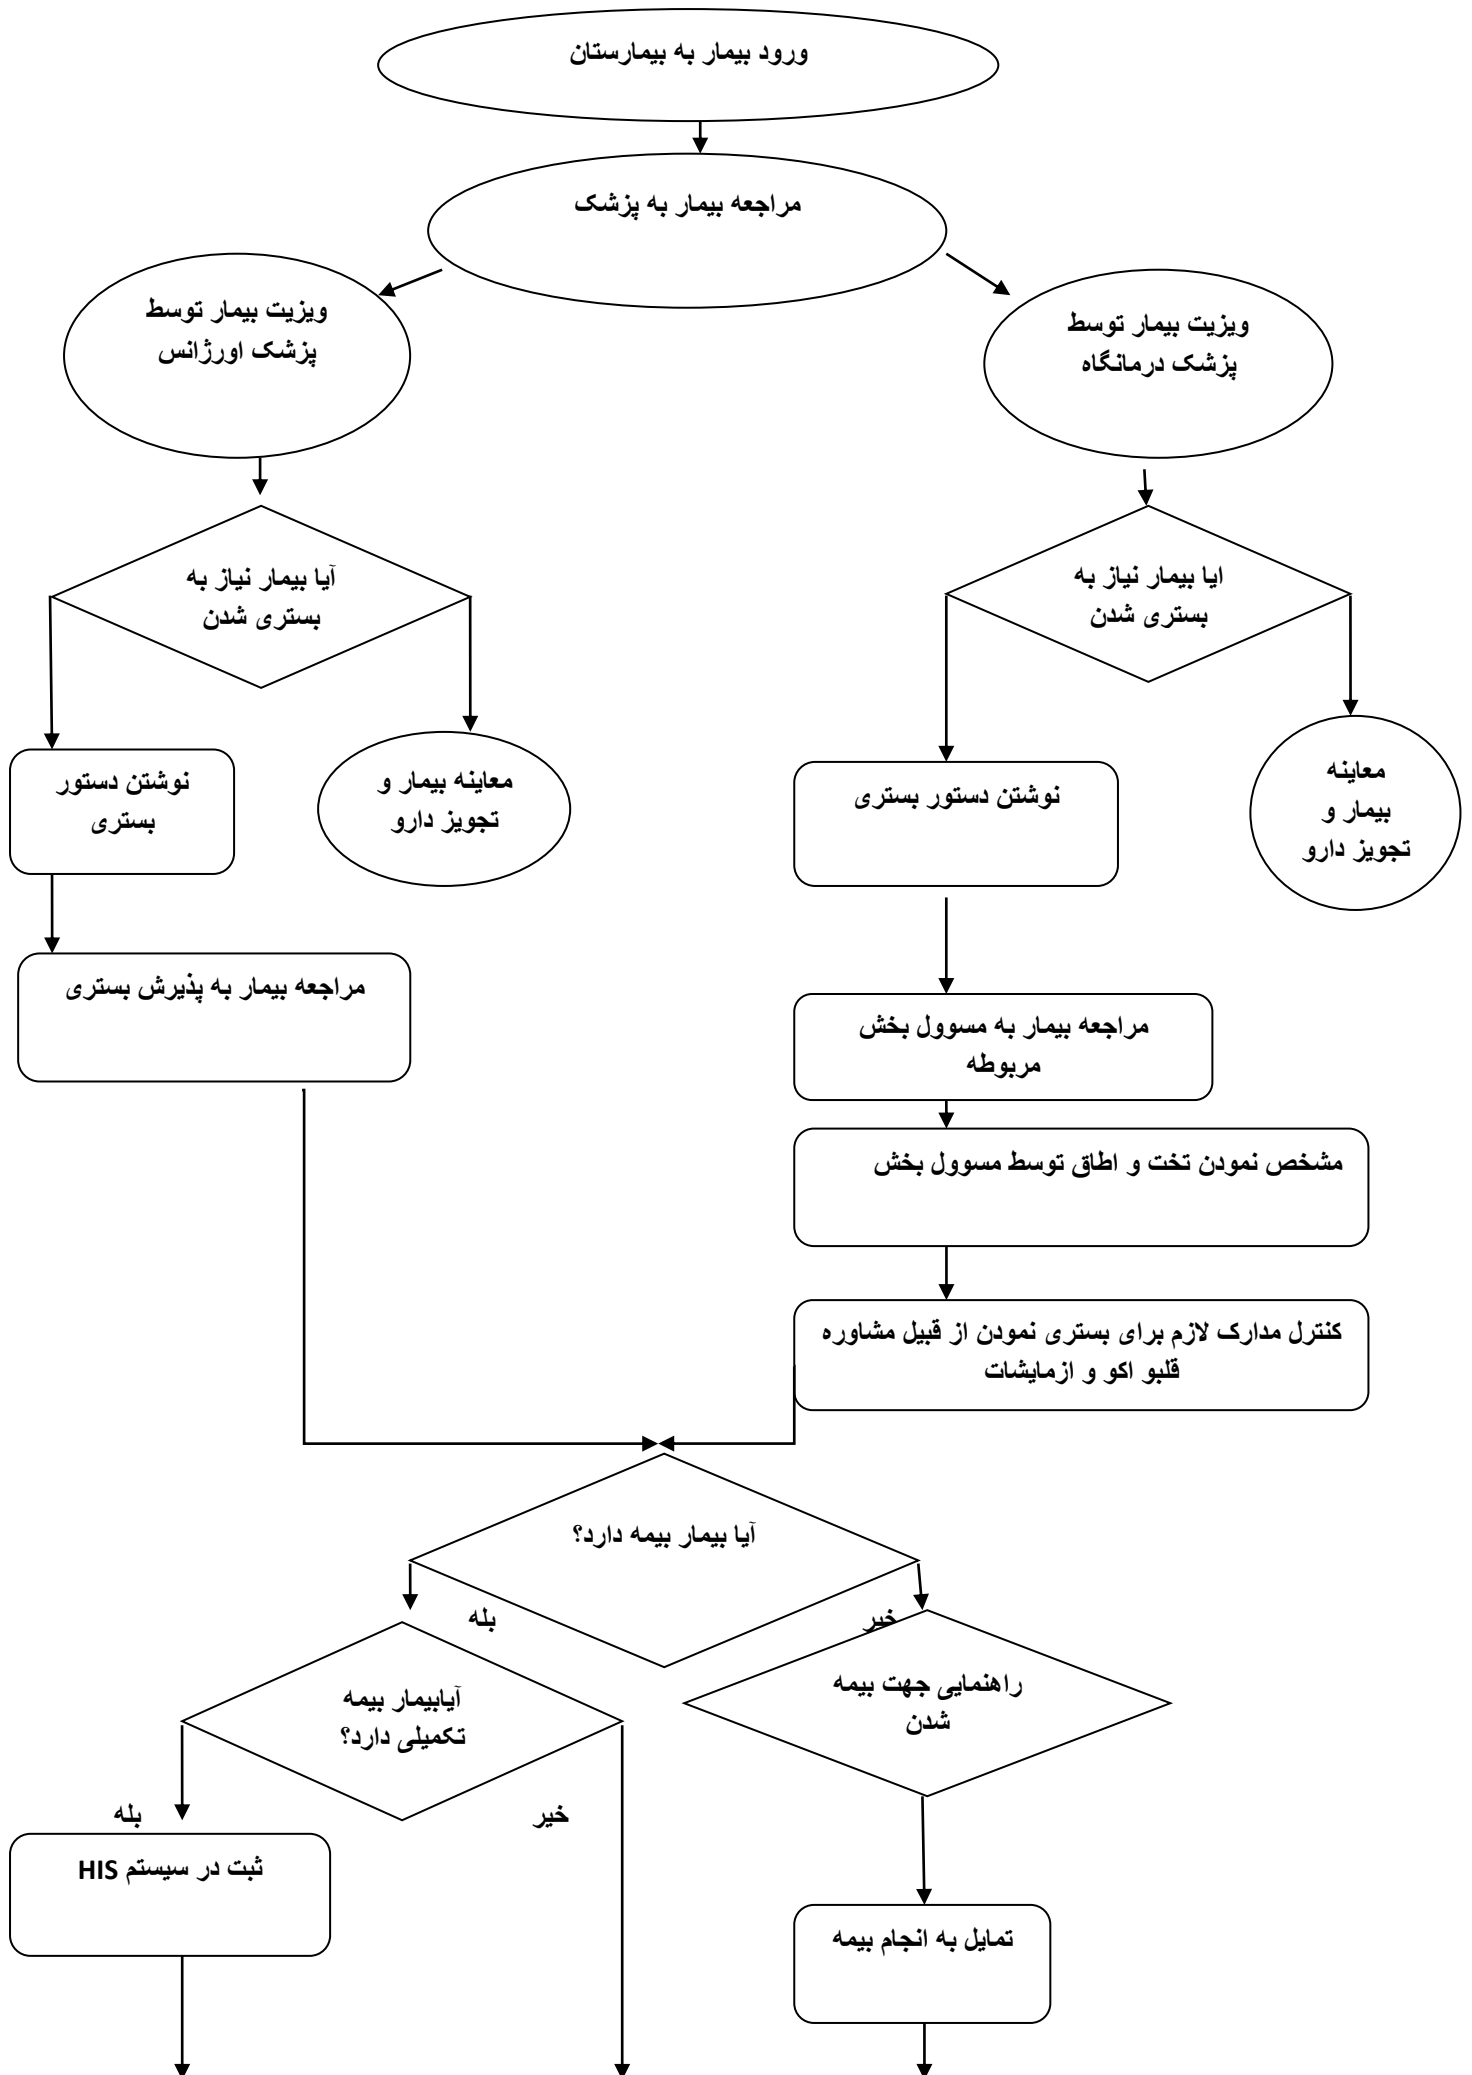 ورود بیمار به بیمارستان
مراجعه بیمار به پزشک
ویزیت بیمار توسط
پزشک درمانگاه
ویزیت بیمار توسط
پزشک اورژانس
ایا بیمار نیاز به
بستری شدن
آیا بیمار نیاز به
بستری شدن
معاینه
بیمار و
تجویز دارو
نوشتن دستور بستری
معاینه بیمار و
تجویز دارو
نوشتن دستور
بستری
مراجعه بیمار به پذیرش بستری
مراجعه بیمار به مسوول بخش
مربوطه
مشخص نمودن تخت و اطاق توسط مسوول بخش
کنترل مدارک لازم برای بستری نمودن از قبیل مشاوره
قلبو اکو و ازمایشات
آیا بیمار بیمه دارد؟
خیر
بله
راهنمایی جهت بیمه
شدن
آیابیمار بیمه
تکمیلی دارد؟
خیر
بله
ثبت در سیستم HIS
تمایل به انجام بیمه